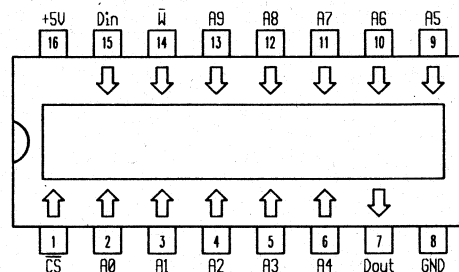 +5V Din W̅ A9 A8 A7 A6 A5
16 15 14 13 12 11 10 9
1 2 3 4 5 6 7 8
C̅S̅ A0 A1 A2 A3 A4 Dout GND